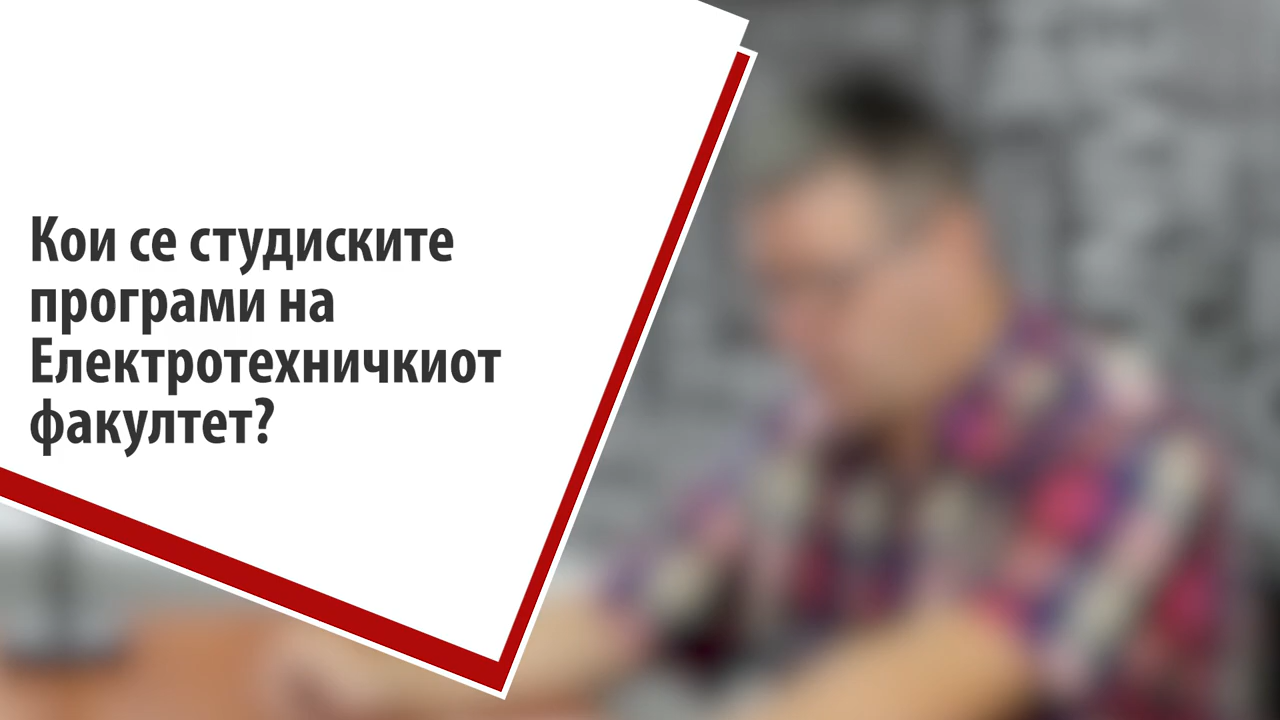 Кои се студиските
програми на
Електротехничкиот
факултет?